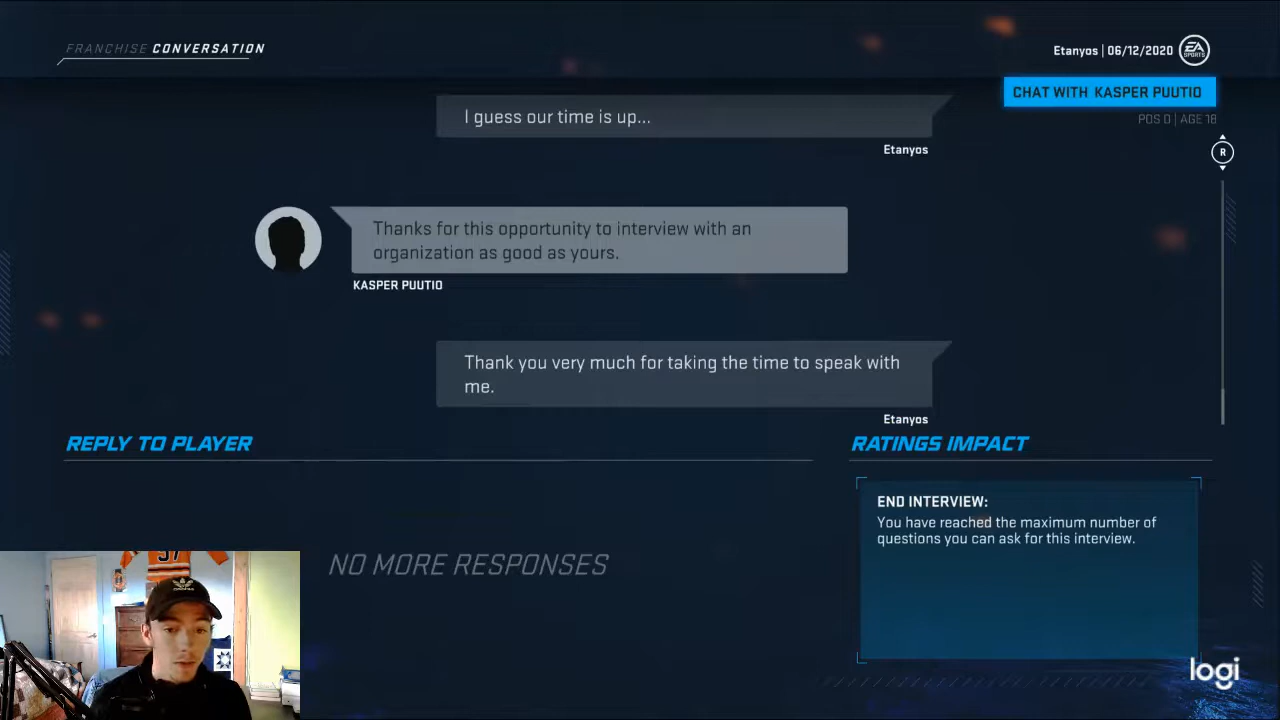 FRANCHISE CONVERSATION
Etanyos | 06/12/2020
EA
SPORTS
CHAT WITH KASPER PUUTIO
POS D | AGE 18
R
I guess our time is up...
Etanyos
Thanks for this opportunity to interview with an
organization as good as yours.
KASPER PUUTIO
Thank you very much for taking the time to speak with
me.
Etanyos
REPLY TO PLAYER
RATINGS IMPACT
END INTERVIEW:
You have reached the maximum number of
questions you can ask for this interview.
NO MORE RESPONSES
97
logi